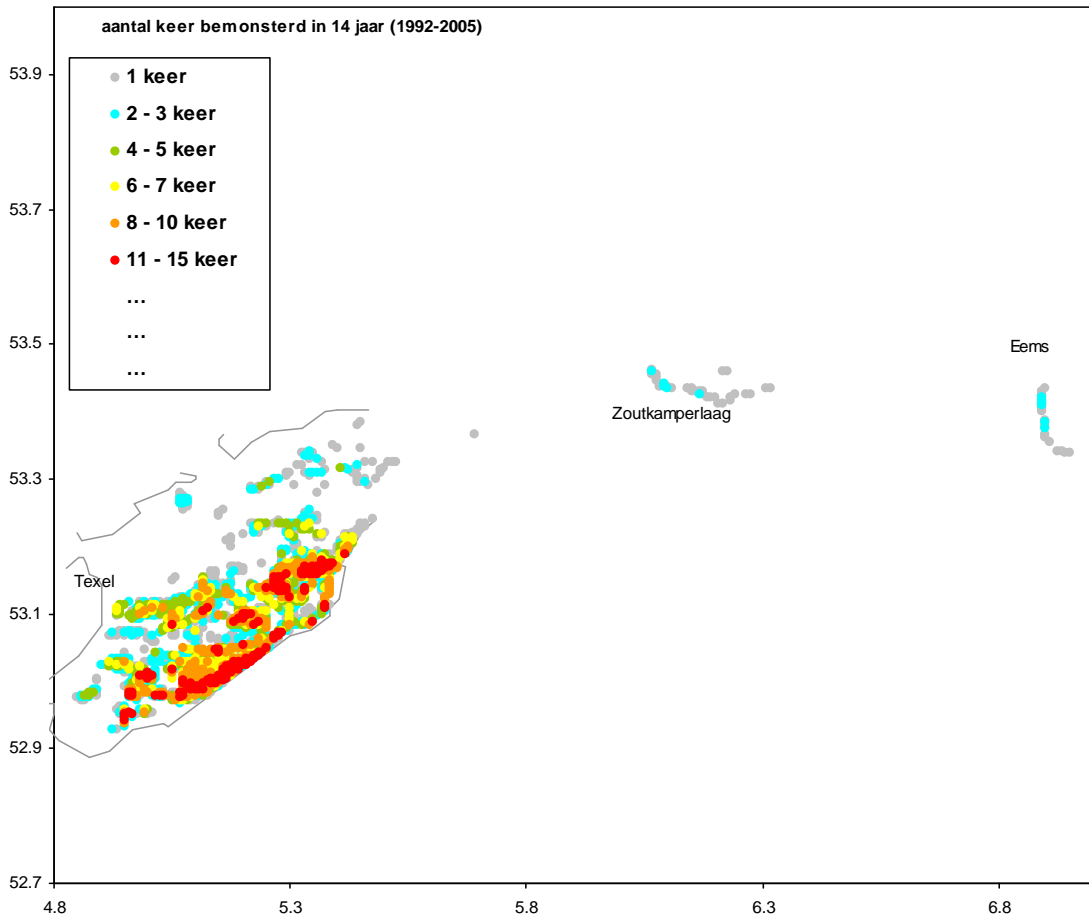 aantal keer bemonsterd in 14 jaar (1992-2005)
53.9
1 keer
2 - 3 keer
4 - 5 keer
6 - 7 keer
8 - 10 keer
11 - 15 keer
...
...
...
53.7
53.5
Eems
Zoutkamperlaag
53.3
Texel
53.1
52.9
52.7
4.8
5.3
5.8
6.3
6.8